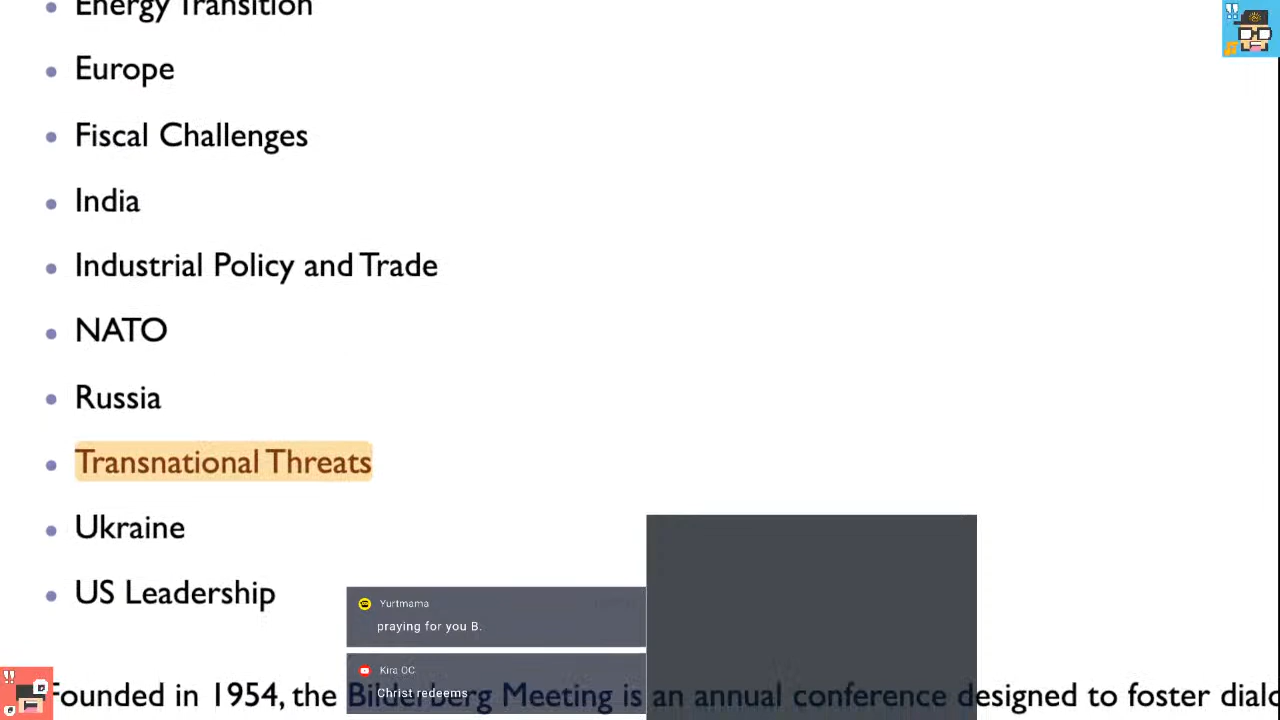 Energy Transition
Europe
Fiscal Challenges
India
Industrial Policy and Trade
NATO
Russia
Transnational Threats
Ukraine
US Leadership
Yurtmama
praying for you B.
Kira OC
Christ redeems
Founded in 1954, the Bilderberg Meeting is an annual conference designed to foster dialo